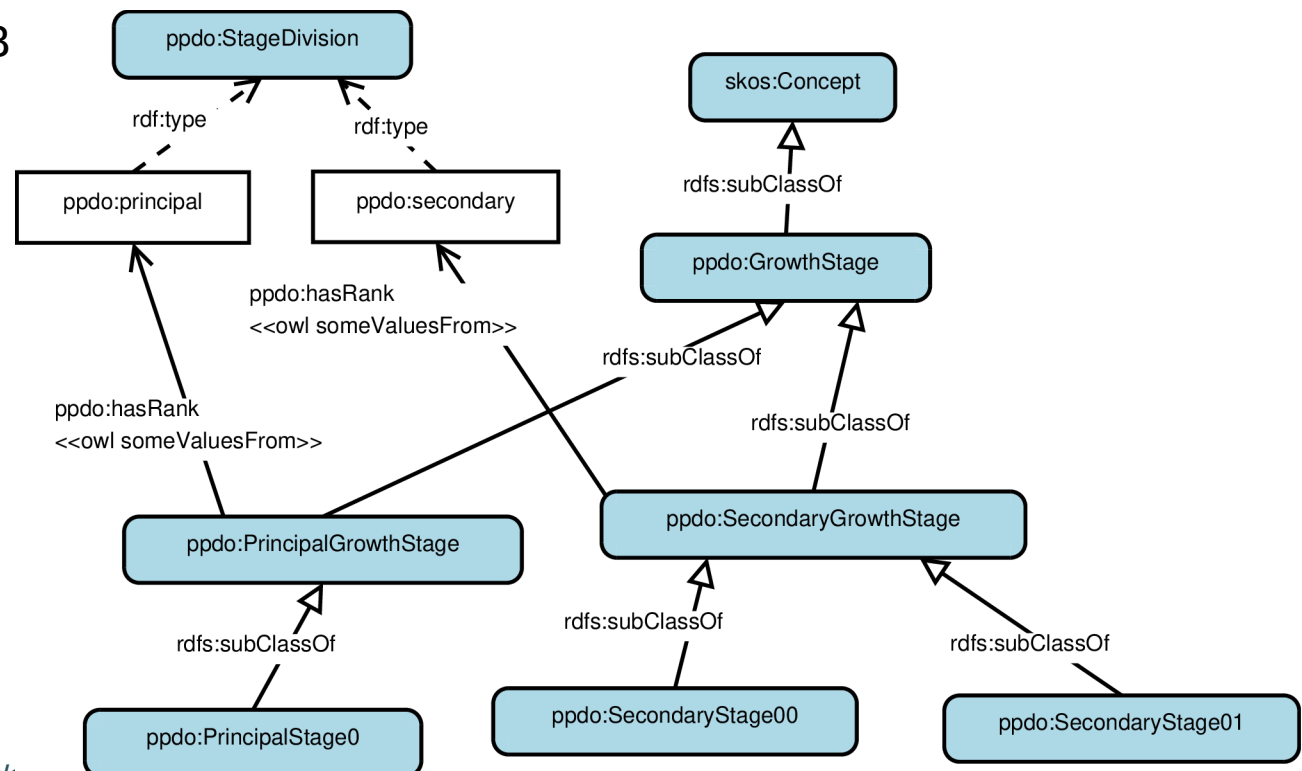 B
ppdo:StageDivision
skos:Concept
rdf:type
rdf:type
ppdo:principal
ppdo:secondary
rdfs:subClassOf
ppdo:GrowthStage
ppdo:hasRank
<<owl someValuesFrom>>
rdfs:subClassOf
ppdo:hasRank
<<owl someValuesFrom>>
rdfs:subClassOf
ppdo:PrincipalGrowthStage
ppdo:SecondaryGrowthStage
rdfs:subClassOf
rdfs:subClassOf
rdfs:subClassOf
ppdo:PrincipalStage0
ppdo:SecondaryStage00
ppdo:SecondaryStage01